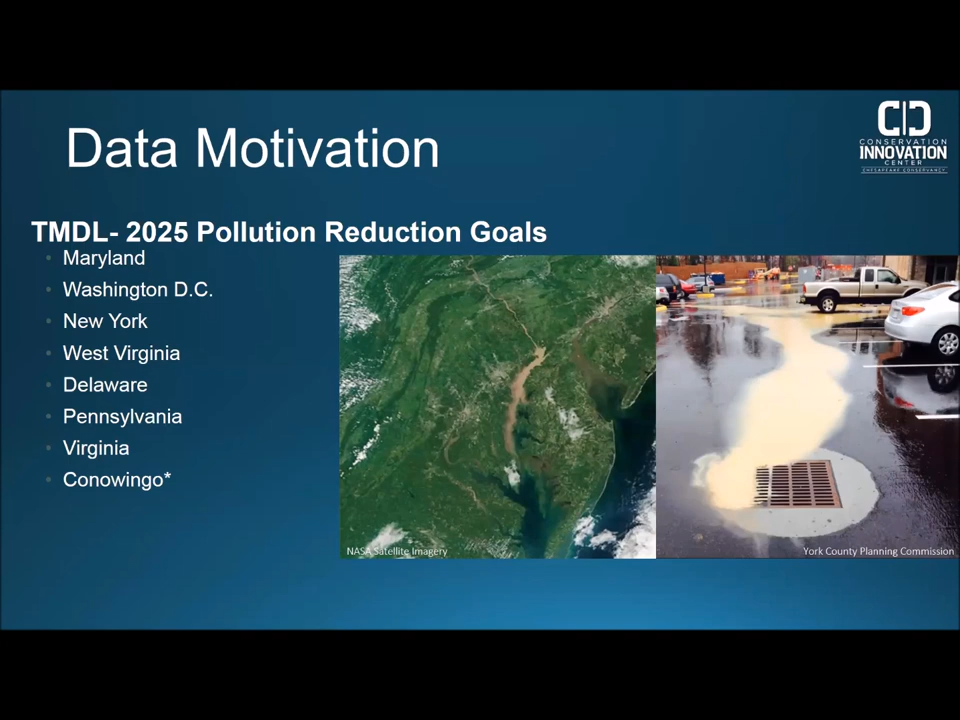 Data Motivation
CONSERVATION
INNOVATION
CENTER
CHESAPEAKE CONSERVANCY
TMDL- 2025 Pollution Reduction Goals
Maryland
Washington D.C.
New York
West Virginia
Delaware
Pennsylvania
Virginia
Conowingo*
NASA Satellite Imagery
York County Planning Commission